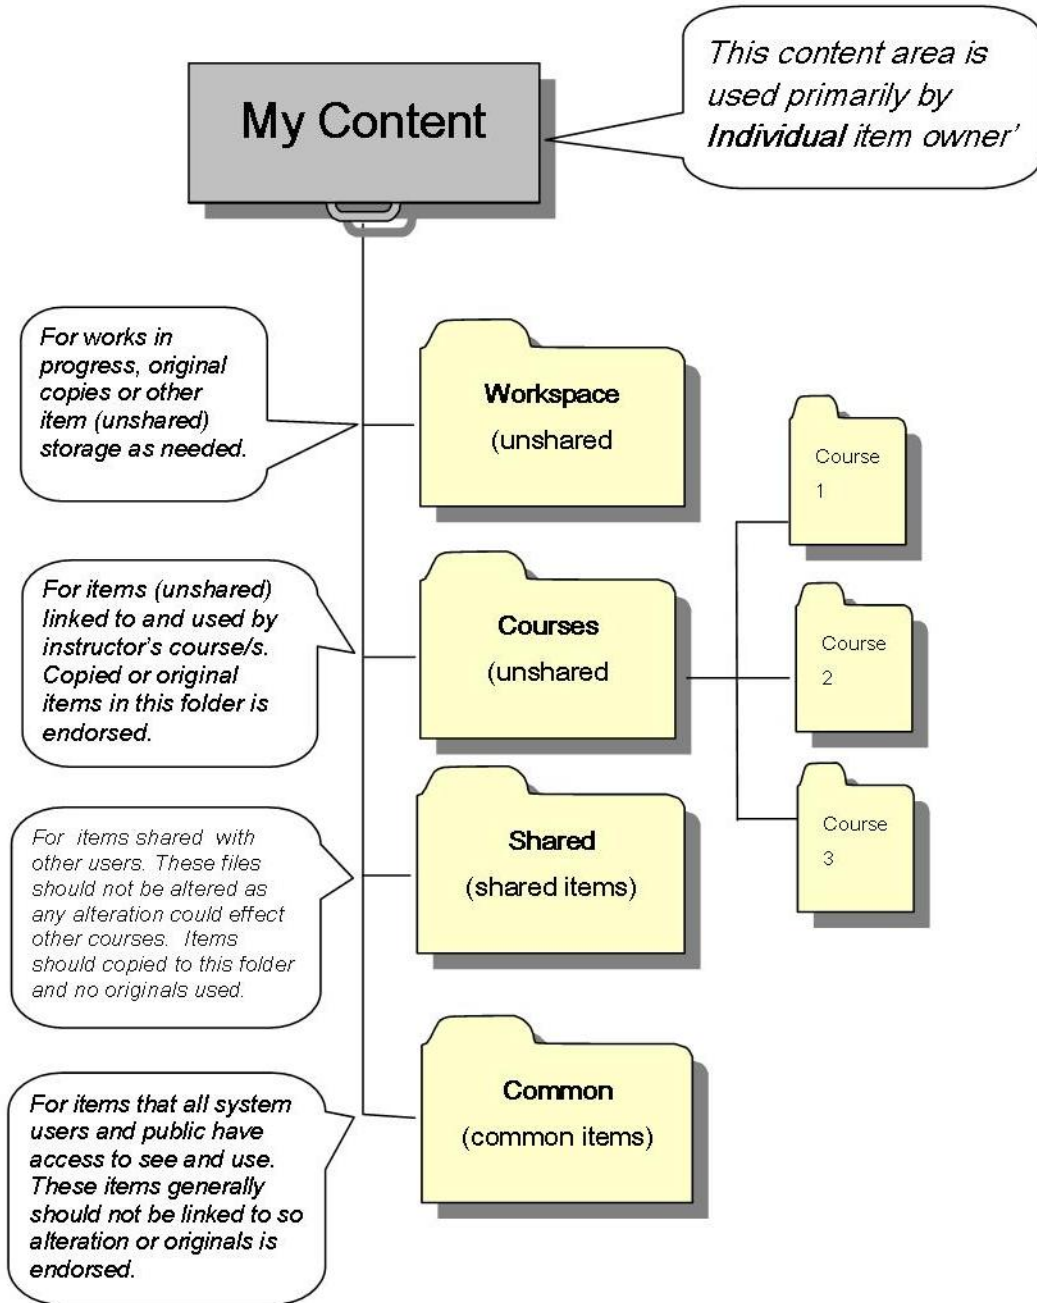 My Content
This content area is
used primarily by
Individual item owner'
For works in
progress, original
copies or other
item (unshared)
storage as needed.
Workspace
(unshared
Course
1
For items (unshared)
linked to and used by
instructor's course/s.
Copied or original
items in this folder is
endorsed.
Courses
(unshared
Course
2
For items shared with
other users. These files
should not be altered as
any alteration could effect
other courses. Items
should copied to this folder
and no originals used.
Shared
(shared items)
Course
3
For items that all system
users and public have
access to see and use.
These items generally
should not be linked to so
alteration or originals is
endorsed.
Common
(common items)